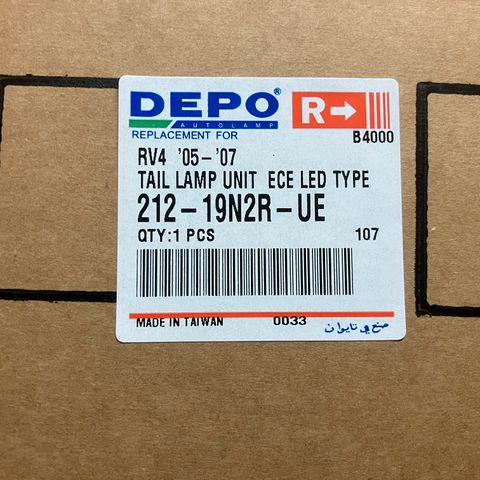 DEPO®
AUTOLAMP
REPLACEMENT FOR
R→
B4000
RV4 '05-'07
TAIL LAMP UNIT ECE LED TYPE
212-19N2R-UE
QTY:1 PCS 107
MADE IN TAIWAN 0033 صنع في تايوان